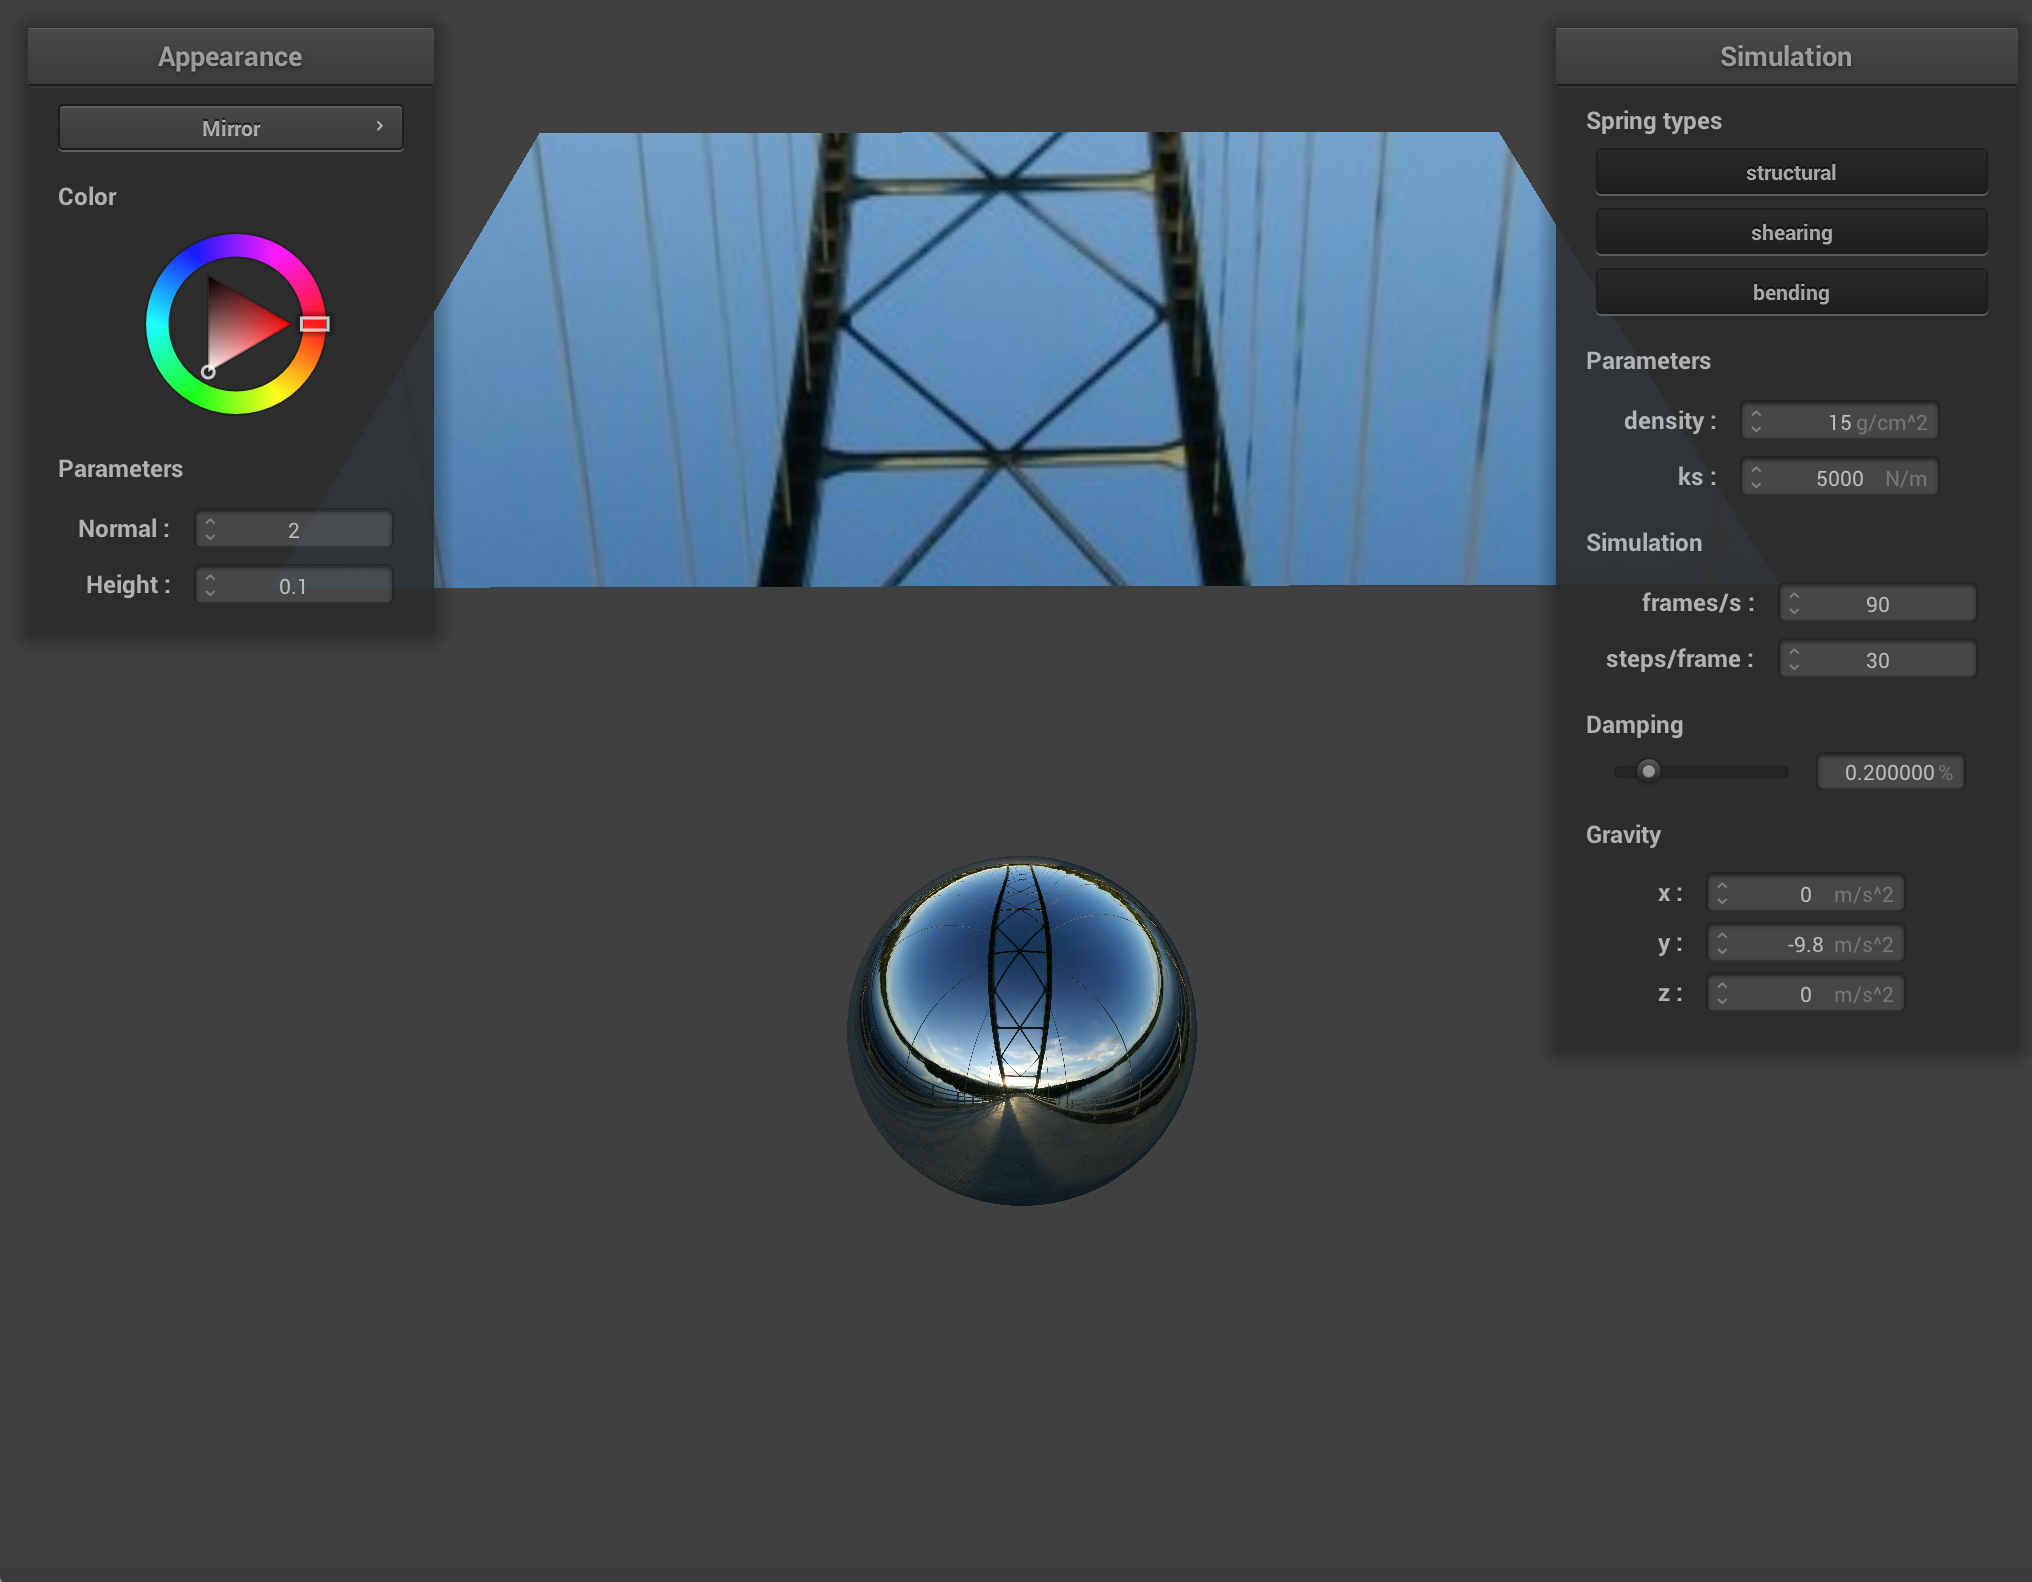 Appearance
Mirror
Color
Parameters
Normal : 2
Height : 0.1
Simulation
Spring types
structural
shearing
bending
Parameters
density : 15 g/cm^2
ks : 5000 N/m
Simulation
frames/s : 90
steps/frame : 30
Damping
0.200000 %
Gravity
x : 0 m/s^2
y : -9.8 m/s^2
z : 0 m/s^2